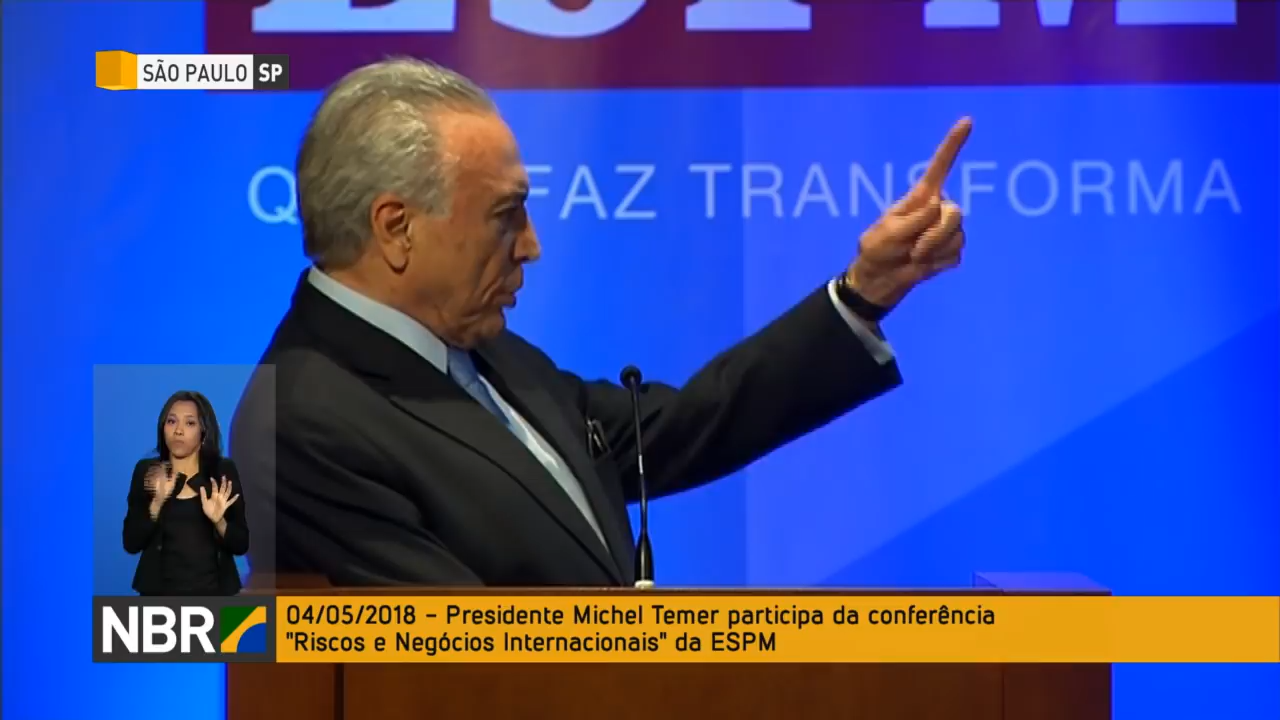 ESPM
SÃO PAULO SP
Q FAZ TRANSFORMA
NBR
04/05/2018 - Presidente Michel Temer participa da conferência
"Riscos e Negócios Internacionais" da ESPM